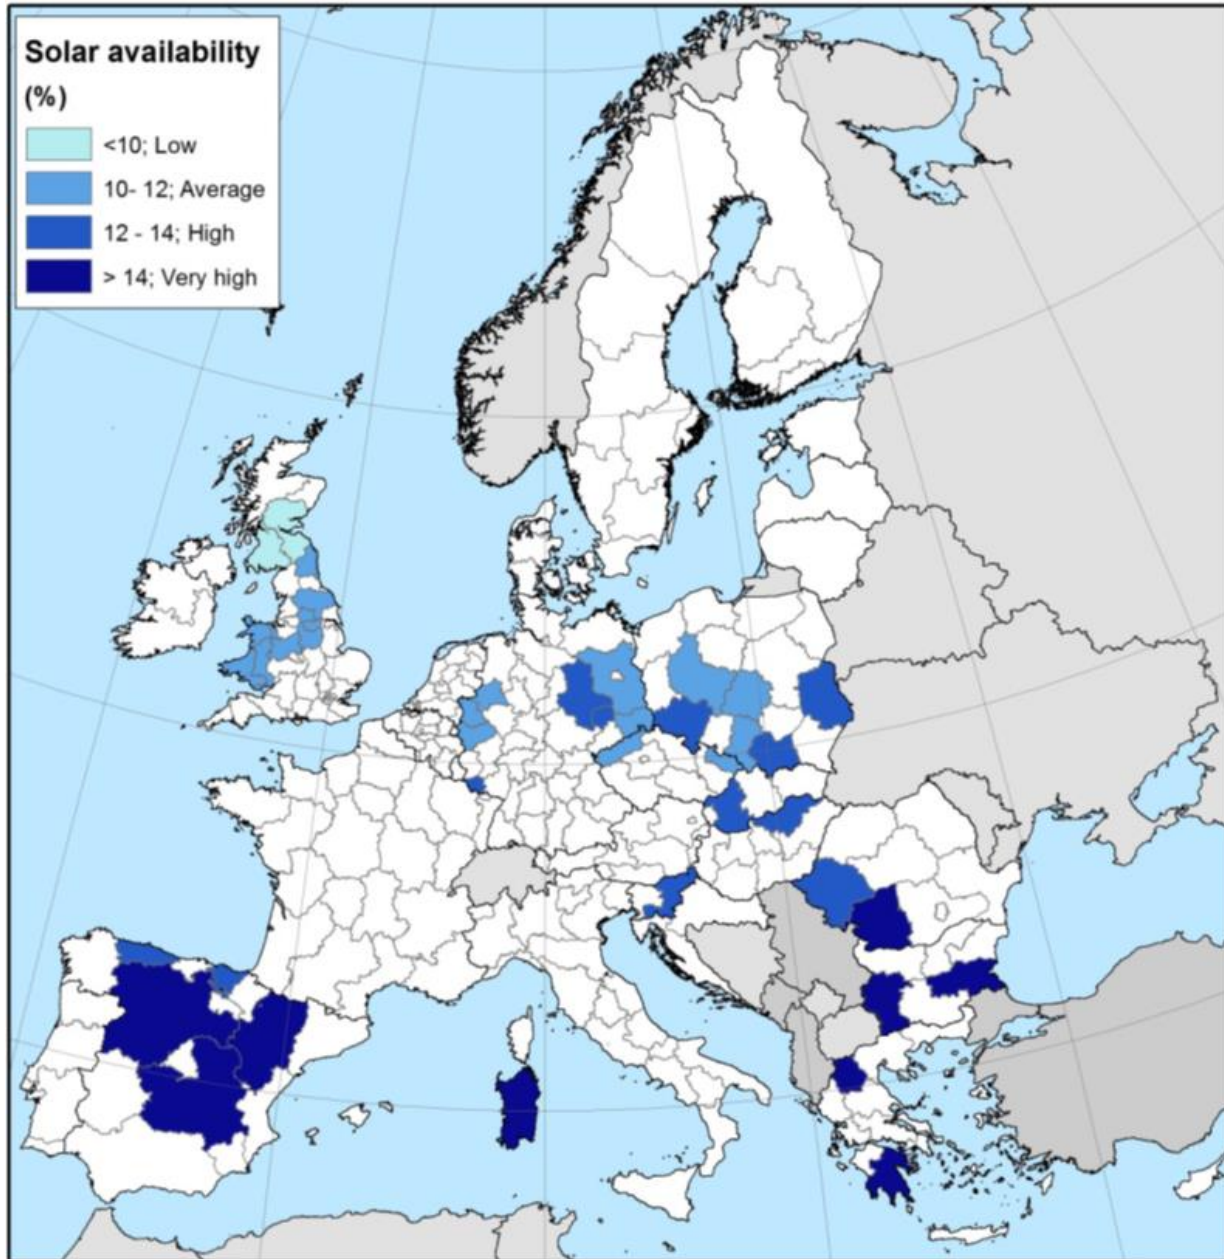 Solar availability
(%)
<10; Low
10- 12; Average
12 - 14; High
> 14; Very high